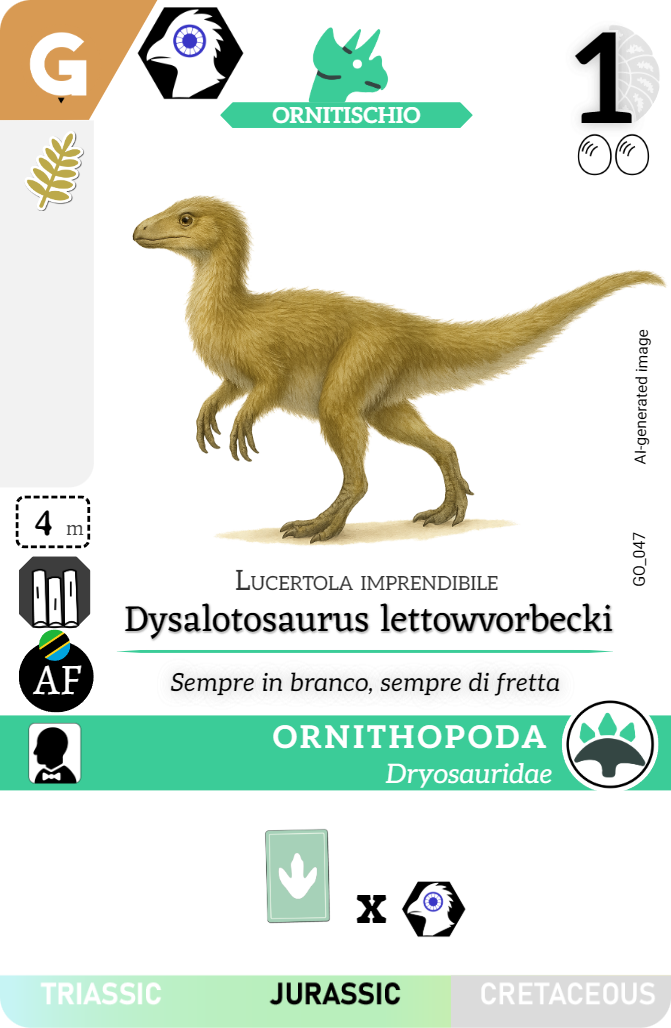 G
ORNITISCHIO
1
AI-generated image
4 m
GO_047
LUCERTOLA IMPRENDIBILE
Dysalotosaurus lettowvorbecki
AF
Sempre in branco, sempre di fretta
ORNITHOPODA
Dryosauridae
x
TRIASSIC JURASSIC CRETACEOUS